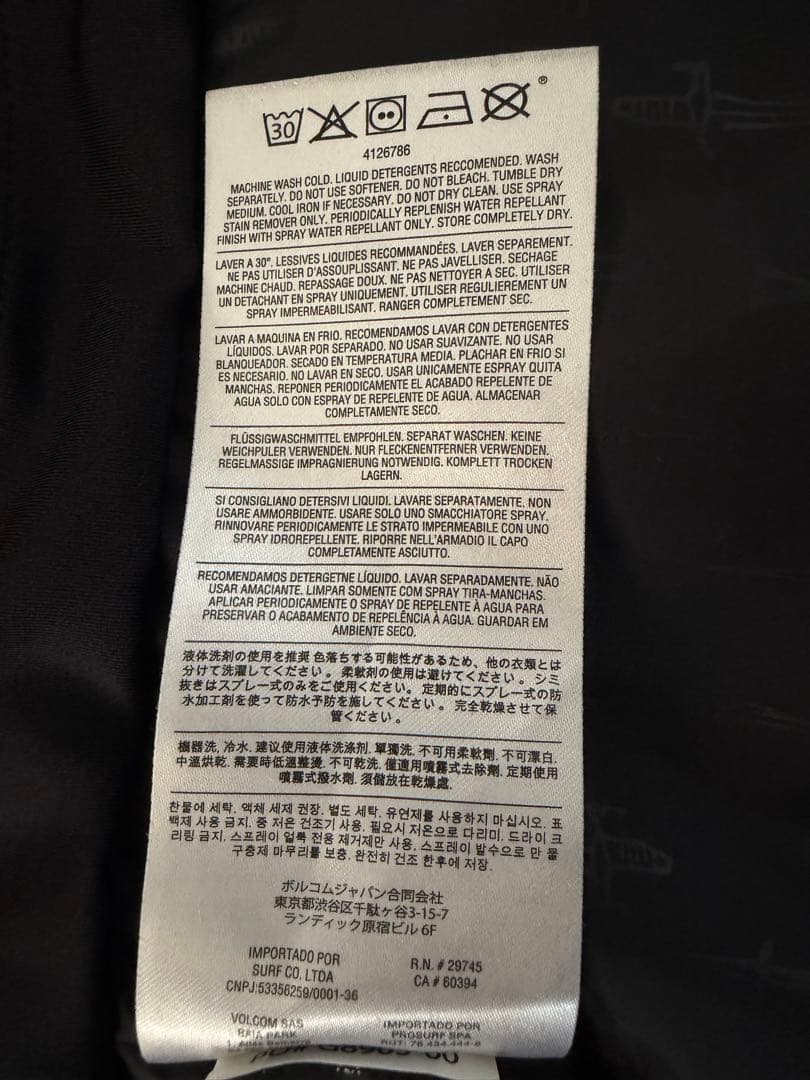 30
®
4126786
MACHINE WASH COLD. LIQUID DETERGENTS RECCOMENDED. WASH
SEPARATELY. DO NOT USE SOFTENER. DO NOT BLEACH. TUMBLE DRY
MEDIUM. COOL IRON IF NECESSARY. DO NOT DRY CLEAN. USE SPRAY
STAIN REMOVER ONLY. PERIODICALLY REPLENISH WATER REPELLANT
FINISH WITH SPRAY WATER REPELLANT ONLY. STORE COMPLETELY DRY.
LAVER A 30°. LESSIVES LIQUIDES RECOMMANDÉES. LAVER SEPAREMENT.
NE PAS UTILISER D'ASSOUPLISSANT. NE PAS JAVELLISER. SECHAGE
MACHINE CHAUD. REPASSAGE DOUX. NE PAS NETTOYER A SEC. UTILISER
UN DETACHANT EN SPRAY UNIQUEMENT. UTILISER REGULIEREMENT UN
SPRAY IMPERMEABILISANT. RANGER COMPLETEMENT SEC.
LAVAR A MAQUINA EN FRIO. RECOMENDAMOS LAVAR CON DETERGENTES
LÍQUIDOS. LAVAR POR SEPARADO. NO USAR SUAVIZANTE. NO USAR
BLANQUEADOR. SECADO EN TEMPERATURA MEDIA. PLACHAR EN FRIO SI
ES NECESARIO. NO LAVAR EN SECO. USAR UNICAMENTE ESPRAY QUITA
MANCHAS. REPONER PERIODICAMENTE EL ACABADO REPELENTE DE
AGUA SOLO CON ESPRAY DE REPELENTE DE AGUA. ALMACENAR
COMPLETAMENTE SECO.
FLÜSSIGWASCHMITTEL EMPFOHLEN. SEPARAT WASCHEN. KEINE
WEICHPULER VERWENDEN. NUR FLECKENENTFERNER VERWENDEN.
REGELMASSIGE IMPRAGNIERUNG NOTWENDIG. KOMPLETT TROCKEN
LAGERN.
SI CONSIGLIANO DETERSIVI LIQUIDI. LAVARE SEPARATAMENTE. NON
USARE AMMORBIDENTE. USARE SOLO UNO SMACCHIATORE SPRAY.
RINNOVARE PERIODICAMENTE LE STRATO IMPERMEABILE CON UNO
SPRAY IDROREPELLENTE. RIPORRE NELL'ARMADIO IL CAPO
COMPLETAMENTE ASCIUTTO.
RECOMENDAMOS DETERGETNE LÍQUIDO. LAVAR SEPARADAMENTE. NÃO
USAR AMACIANTE. LIMPAR SOMENTE COM SPRAY TIRA-MANCHAS.
APLICAR PERIODICAMENTE O SPRAY DE REPELENTE À AGUA PARA
PRESERVAR O ACABAMENTO DE REPELÊNCIA À AGUA. GUARDAR EM
AMBIENTE SECO.
液体洗剤の使用を推奨 色落ちする可能性があるため、他の衣類とは
分けて洗濯してください。柔軟剤の使用は避けてください。シミ
抜きはスプレー式のみをご使用ください。定期的にスプレー式の防
水加工剤を使って防水予防を施してください。完全乾燥させて保
管ください。
機器洗, 冷水. 建议使用液体洗涤剂. 單獨洗. 不可用柔軟劑. 不可漂白.
中溫烘乾. 需要時低溫整燙. 不可乾洗. 僅適用噴霧式去除劑. 定期使用
噴霧式撥水劑. 須儲放在乾燥處.
찬물에 세탁. 액체 세제 권장. 별도 세탁. 유연제를 사용하지 마십시오. 표
백제 사용 금지. 중 저온 건조기 사용. 필요시 저온으로 다리미. 드라이 크
리링 금지. 스프레이 얼룩 전용 제거제만 사용. 스프레이 발수으로 만 물
구충제 마무리를 보충. 완전히 건조 한후에 저장.
ボルコムジャパン合同会社
東京都渋谷区千駄ヶ谷3-15-7
ランディック原宿ビル 6F
IMPORTADO POR
SURF CO. LTDA
CNPJ:53356259/0001-36
R.N. # 29745
CA # 60394
VOLCOM SAS
BAIA PARK
IMPORTADO POR
PROSURF SPA